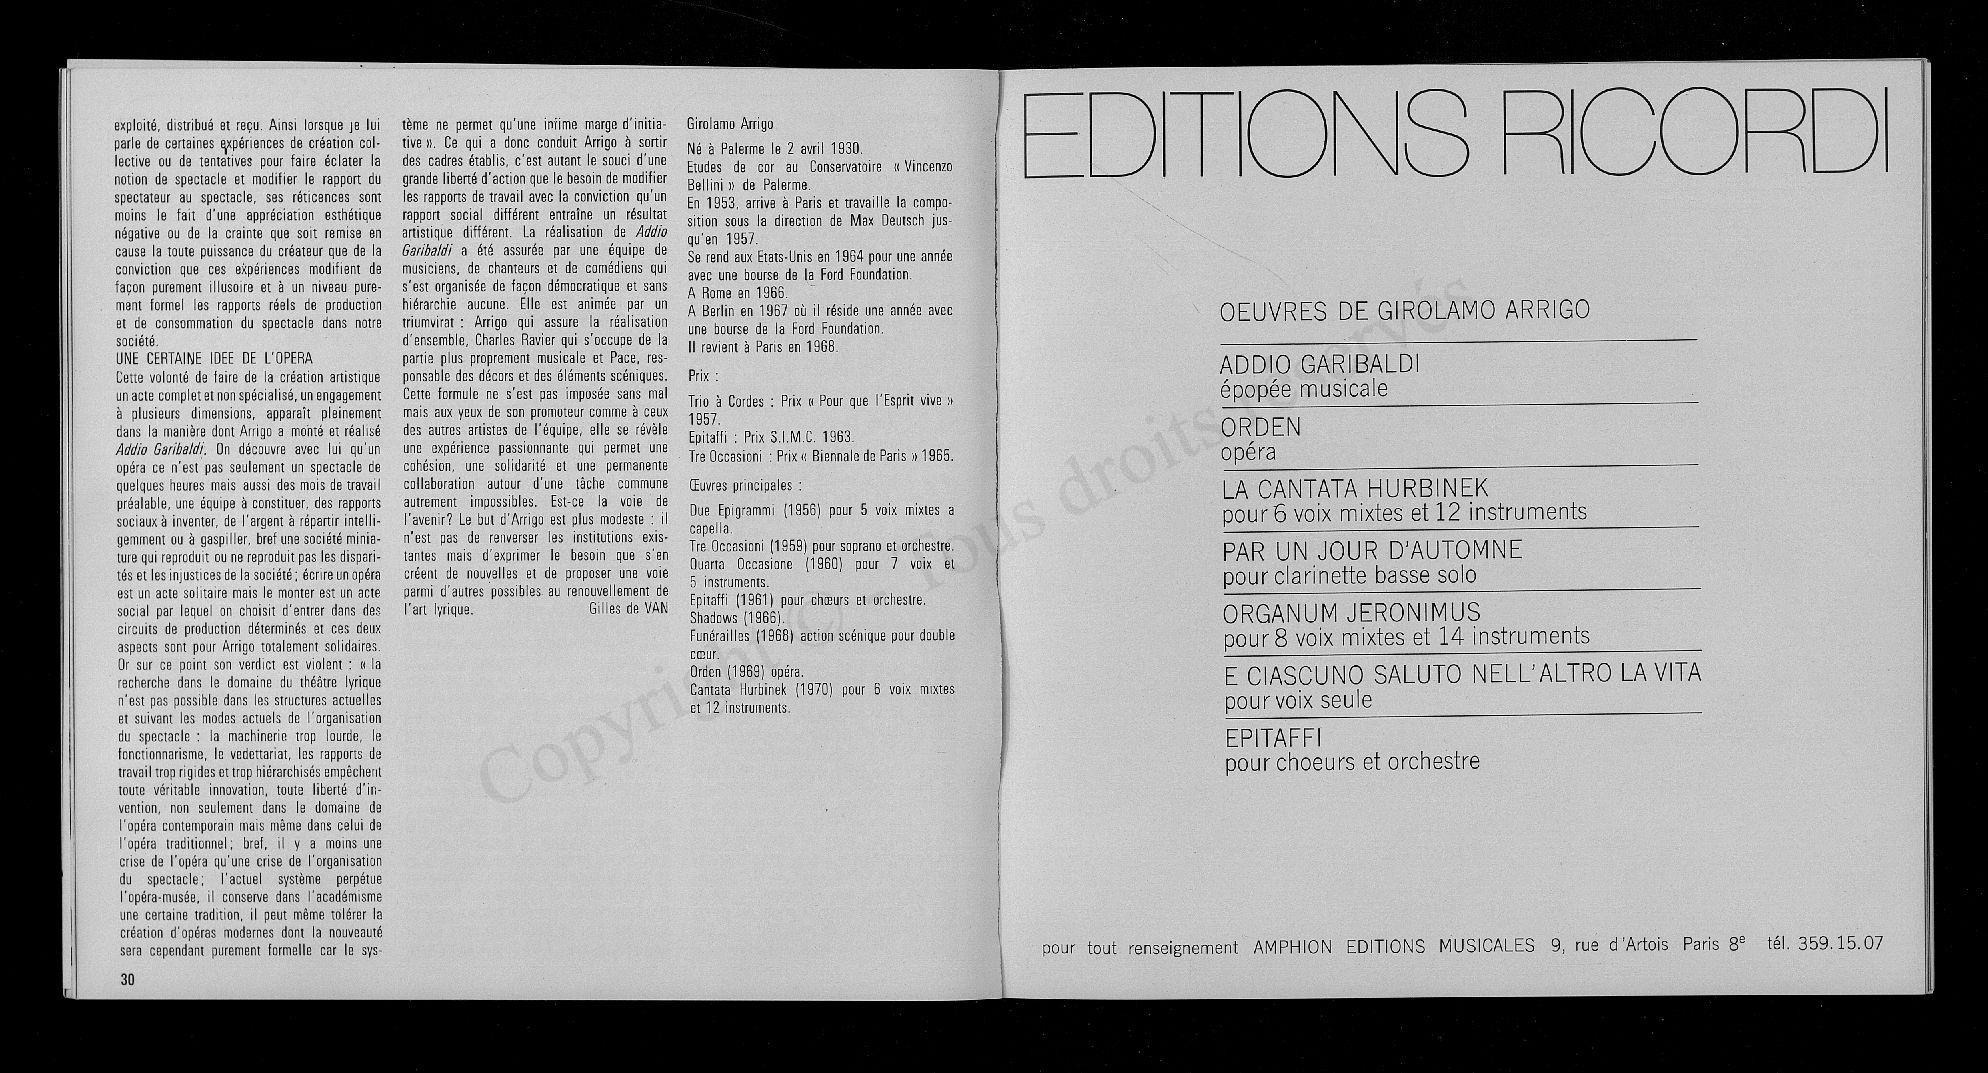 exploité, distribué et reçu. Ainsi lorsque je lui
parle de certaines expériences de création col-
lective ou de tentatives pour faire éclater la
notion de spectacle et modifier le rapport du
spectateur au spectacle, ses réticences sont
moins le fait d'une appréciation esthétique
négative ou de la crainte que soit remise en
cause la toute puissance du créateur que de la
conviction que ces expériences modifient de
façon purement illusoire et à un niveau pure-
ment formel les rapports réels de production
et de consommation du spectacle dans notre
société.
UNE CERTAINE IDEE DE L'OPERA
Cette volonté de faire de la création artistique
un acte complet et non spécialisé, un engagement
à plusieurs dimensions, apparaît pleinement
dans la manière dont Arrigo a monté et réalisé
Addio Garibaldi. On découvre avec lui qu'un
opéra ce n'est pas seulement un spectacle de
quelques heures mais aussi des mois de travail
préalable, une équipe à constituer, des rapports
sociaux à inventer, de l'argent à répartir intelli-
gemment ou à gaspiller, bref une société minia-
ture qui reproduit ou ne reproduit pas les dispari-
tés et les injustices de la société ; écrire un opéra
est un acte solitaire mais le monter est un acte
social par lequel on choisit d'entrer dans des
circuits de production déterminés et ces deux
aspects sont pour Arrigo totalement solidaires.
Or sur ce point son verdict est violent : « la
recherche dans le domaine du théâtre lyrique
n'est pas possible dans les structures actuelles
et suivant les modes actuels de l'organisation
du spectacle : la machinerie trop lourde, le
fonctionnarisme, le vedettariat, les rapports de
travail trop rigides et trop hiérarchisés empêchent
toute véritable innovation, toute liberté d'in-
vention, non seulement dans le domaine de
l'opéra contemporain mais même dans celui de
l'opéra traditionnel ; bref, il y a moins une
crise de l'opéra qu'une crise de l'organisation
du spectacle ; l'actuel système perpétue
l'opéra-musée, il conserve dans l'académisme
une certaine tradition, il peut même tolérer la
création d'opéras modernes dont la nouveauté
sera cependant purement formelle car le sys-
30
tème ne permet qu'une infime marge d'initia-
tive ». Ce qui a donc conduit Arrigo à sortir
des cadres établis, c'est autant le souci d'une
grande liberté d'action que le besoin de modifier
les rapports de travail avec la conviction qu'un
rapport social différent entraîne un résultat
artistique différent. La réalisation de Addio
Garibaldi a été assurée par une équipe de
musiciens, de chanteurs et de comédiens qui
s'est organisée de façon démocratique et sans
hiérarchie aucune. Elle est animée par un
triumvirat : Arrigo qui assure la réalisation
d'ensemble, Charles Ravier qui s'occupe de la
partie plus proprement musicale et Pace, res-
ponsable des décors et des éléments scéniques.
Cette formule ne s'est pas imposée sans mal
mais aux yeux de son promoteur comme à ceux
des autres artistes de l'équipe, elle se révèle
une expérience passionnante qui permet une
cohésion, une solidarité et une permanente
collaboration autour d'une tâche commune
autrement impossibles. Est-ce la voie de
l'avenir? Le but d'Arrigo est plus modeste : il
n'est pas de renverser les institutions exis-
tantes mais d'exprimer le besoin que s'en
créent de nouvelles et de proposer une voie
parmi d'autres possibles au renouvellement de
l'art lyrique. Gilles de VAN
Girolamo Arrigo
Né à Palerme le 2 avril 1930.
Etudes de cor au Conservatoire « Vincenzo
Bellini » de Palerme.
En 1953, arrive à Paris et travaille la compo-
sition sous la direction de Max Deutsch jus-
qu'en 1957.
Se rend aux Etats-Unis en 1964 pour une année
avec une bourse de la Ford Foundation.
A Rome en 1966.
A Berlin en 1967 où il réside une année avec
une bourse de la Ford Foundation.
Il revient à Paris en 1968.
Prix :
Trio à Cordes : Prix « Pour que l'Esprit vive »
1957.
Epitaffi : Prix S.I.M.C. 1963.
Tre Occasioni : Prix « Biennale de Paris » 1965.
Œuvres principales :
Due Epigrammi (1956) pour 5 voix mixtes a
capella.
Tre Occasioni (1959) pour soprano et orchestre.
Quarta Occasione (1960) pour 7 voix et
5 instruments.
Epitaffi (1961) pour chœurs et orchestre.
Shadows (1966).
Funérailles (1968) action scénique pour double
cœur.
Orden (1969) opéra.
Cantata Hurbinek (1970) pour 6 voix mixtes
et 12 instruments.
EDITIONS RICORDI
OEUVRES DE GIROLAMO ARRIGO
ADDIO GARIBALDI
épopée musicale
ORDEN
opéra
LA CANTATA HURBINEK
pour 6 voix mixtes et 12 instruments
PAR UN JOUR D'AUTOMNE
pour clarinette basse solo
ORGANUM JERONIMUS
pour 8 voix mixtes et 14 instruments
E CIASCUNO SALUTO NELL'ALTRO LA VITA
pour voix seule
EPITAFFI
pour choeurs et orchestre
pour tout renseignement AMPHION EDITIONS MUSICALES 9, rue d'Artois Paris 8e tél. 359.15.07
Copyright © - Tous droits réservés